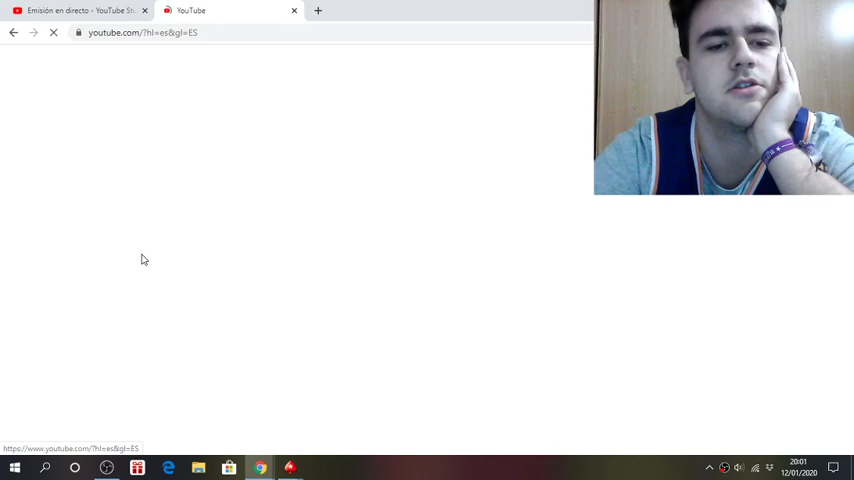 Emisión en directo - YouTube Stu
YouTube
youtube.com/?hl=es&gl=ES
https://www.youtube.com/?hl=es&gl=ES
20:01
12/01/2020